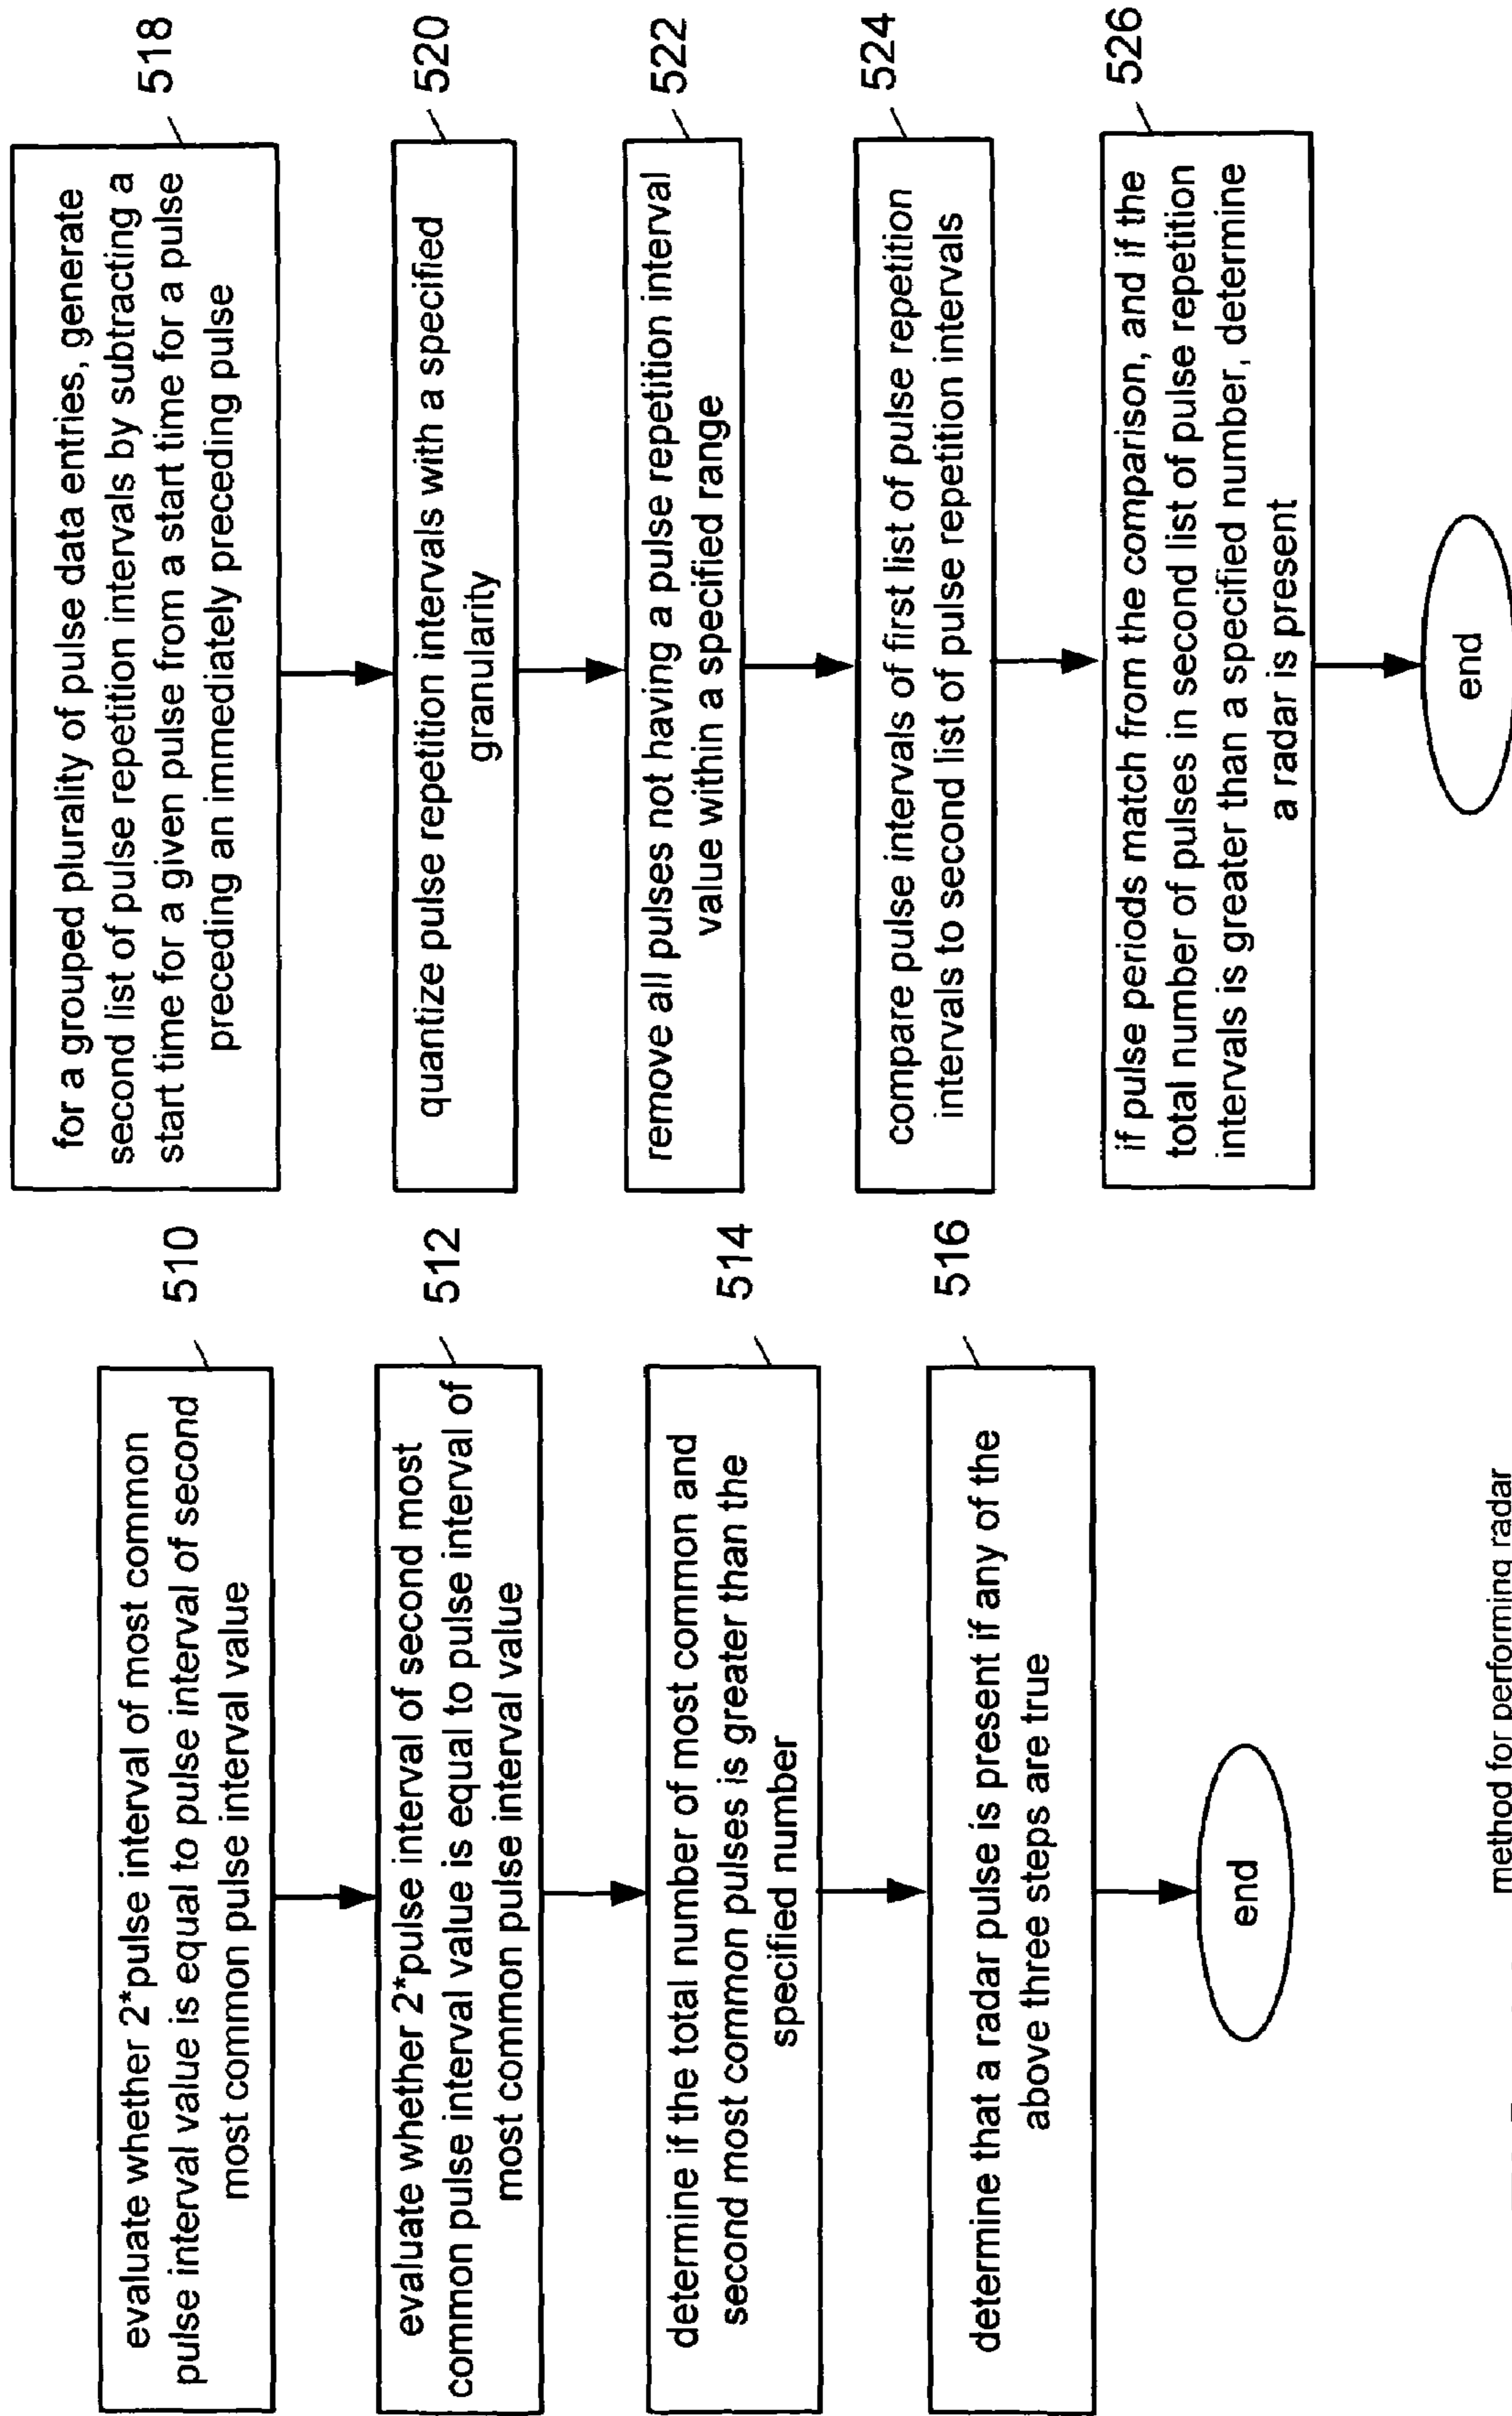 evaluate whether 2*pulse interval of most common
pulse interval value is equal to pulse interval of second
most common pulse interval value
510
evaluate whether 2*pulse interval of second most
common pulse interval value is equal to pulse interval of
most common pulse interval value
512
determine if the total number of most common and
second most common pulses is greater than the
specified number
514
determine that a radar pulse is present if any of the
above three steps are true
516
end
for a grouped plurality of pulse data entries, generate
second list of pulse repetition intervals by subtracting a
start time for a given pulse from a start time for a pulse
preceding an immediately preceding pulse
518
quantize pulse repetition intervals with a specified
granularity
520
remove all pulses not having a pulse repetition interval
value within a specified range
522
compare pulse intervals of first list of pulse repetition
intervals to second list of pulse repetition intervals
524
if pulse periods match from the comparison, and if the
total number of pulses in second list of pulse repetition
intervals is greater than a specified number, determine
a radar is present
526
end
method for performing radar